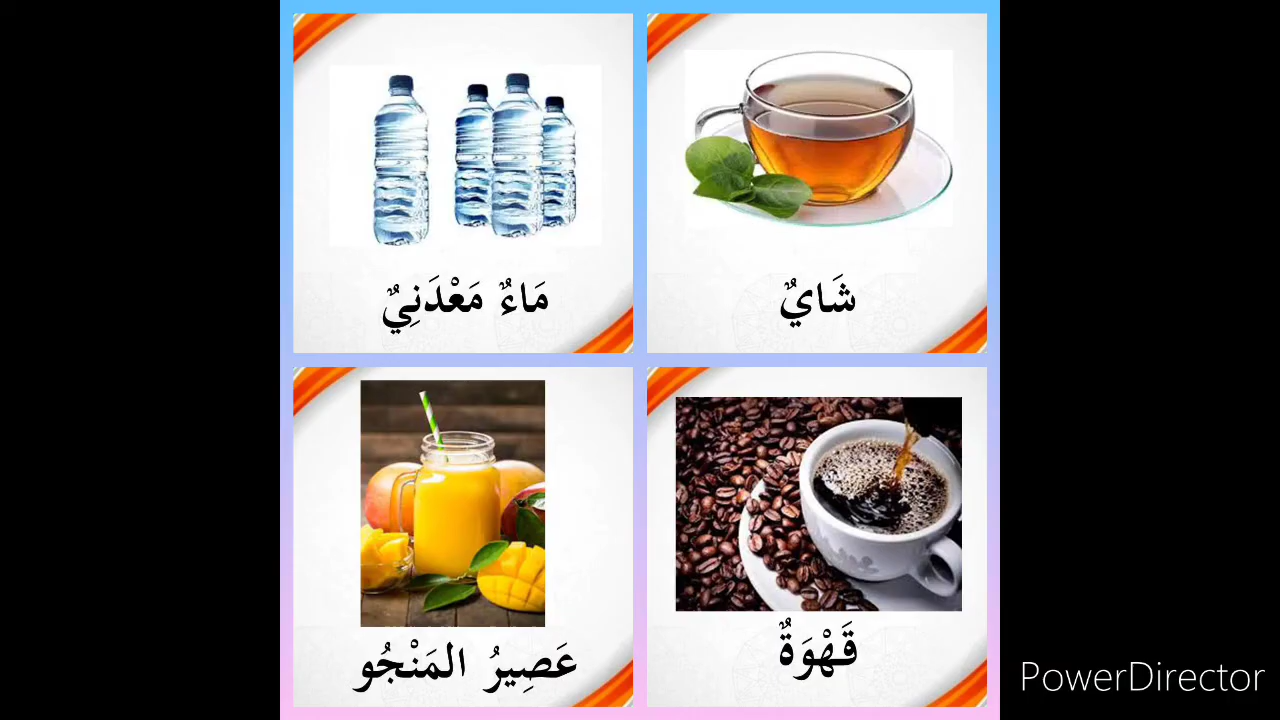 شَايٌ
مَاءٌ مَعْدَنِيٌ
قَهْوَةٌ
عَصِيرُ المَنْجُو
PowerDirector